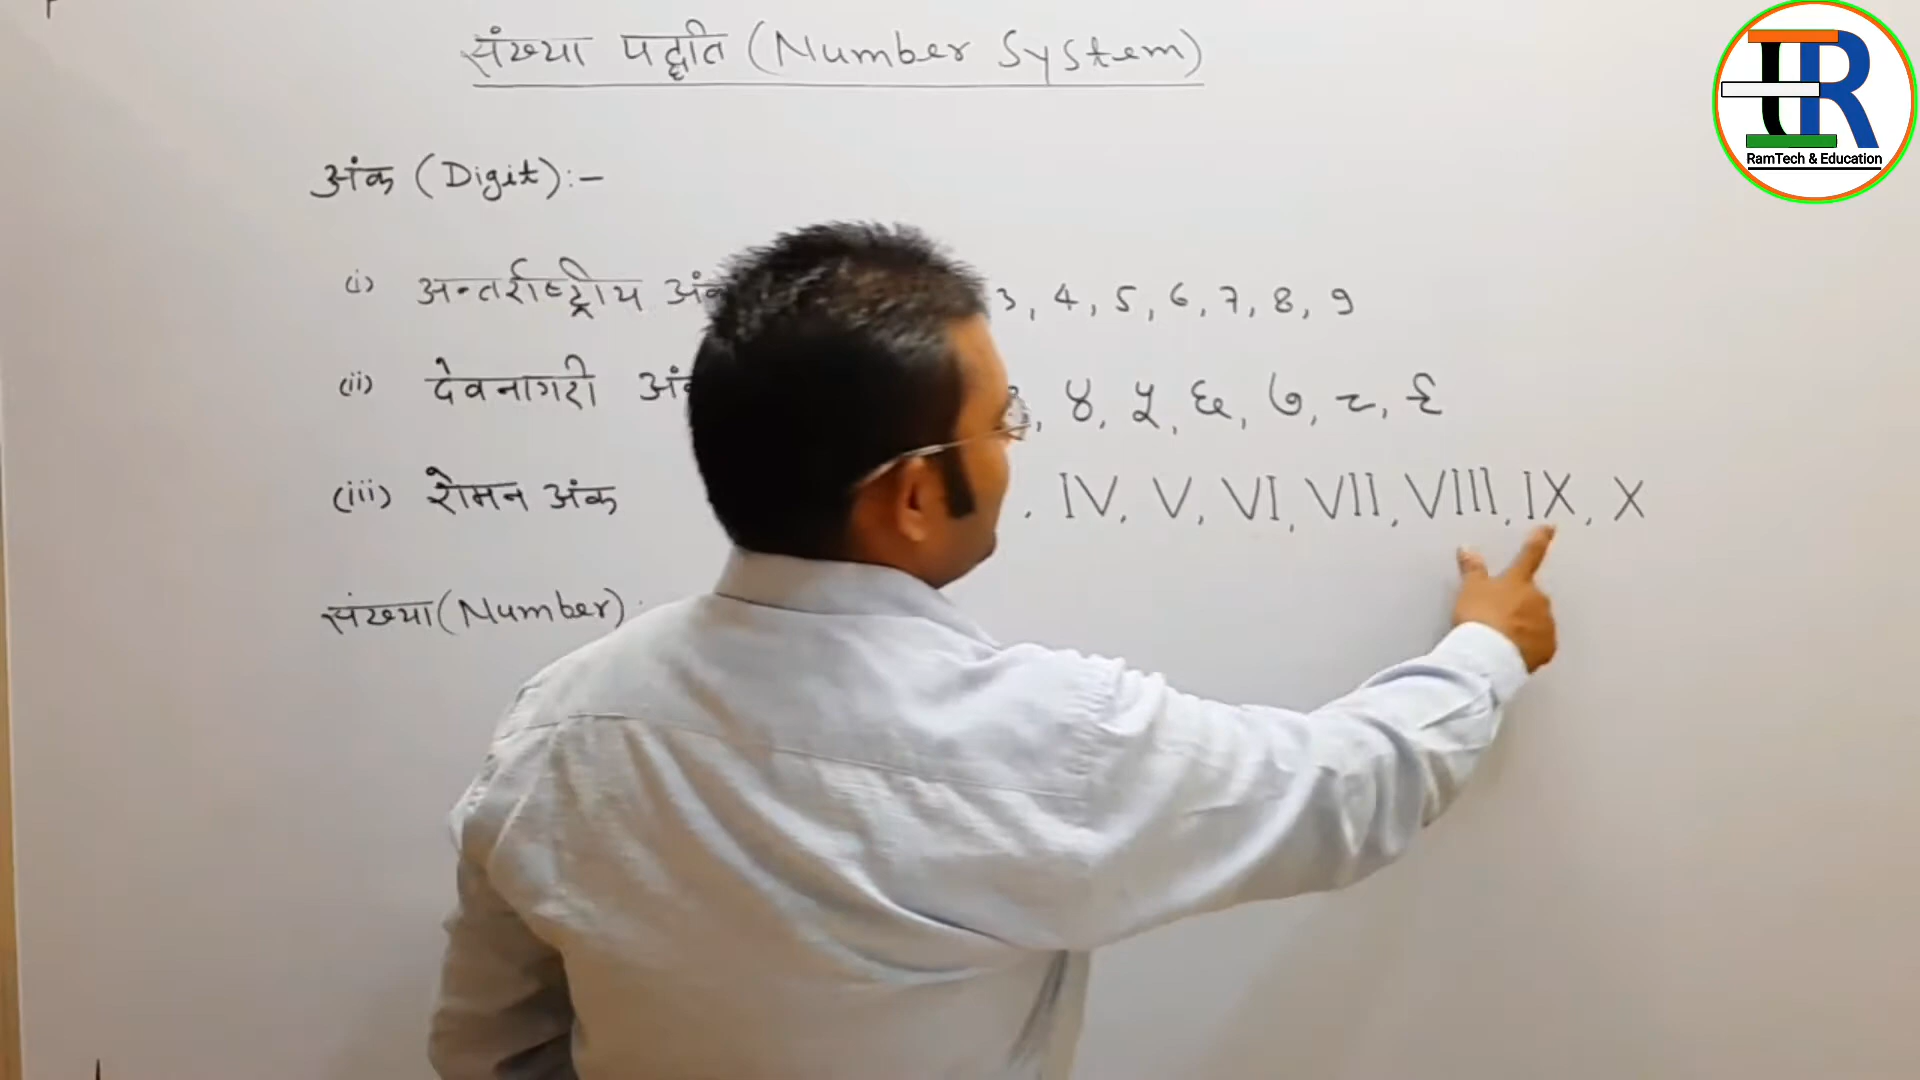 संख्या पद्धति (Number System)
अंक (Digit):-
(i) अन्तर्राष्ट्रीय 3, 4, 5, 6, 7, 8, 9
(ii) देवनागरी ४, ५, ६, ७, ८, ९
(iii) रोमन अंक IV, V, VI, VII, VIII, IX, X
संख्या (Number)
RamTech & Education